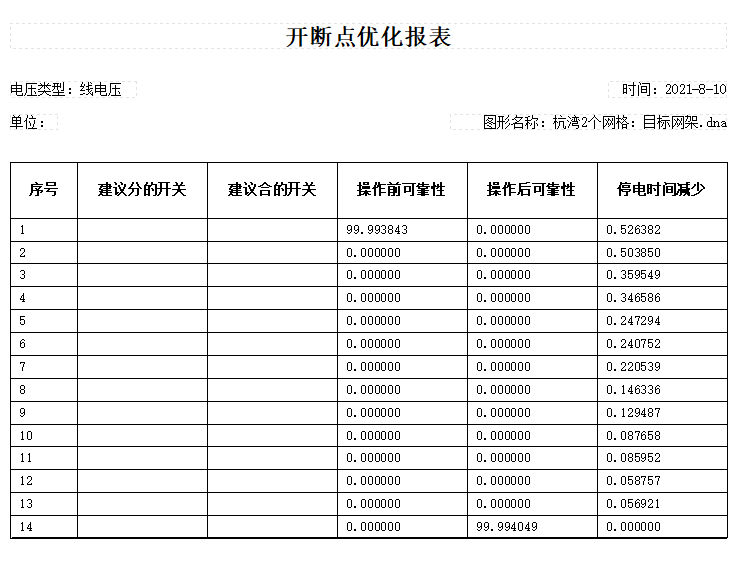 开断点优化报表
电压类型：线电压 时间：2021-8-10
单位： 图形名称：杭湾2个网格：目标网架.dna
序号 建议分的开关 建议合的开关 操作前可靠性 操作后可靠性 停电时间减少
1 99.993843 0.000000 0.526382
2 0.000000 0.000000 0.503850
3 0.000000 0.000000 0.359549
4 0.000000 0.000000 0.346586
5 0.000000 0.000000 0.247294
6 0.000000 0.000000 0.240752
7 0.000000 0.000000 0.220539
8 0.000000 0.000000 0.146336
9 0.000000 0.000000 0.129487
10 0.000000 0.000000 0.087658
11 0.000000 0.000000 0.085952
12 0.000000 0.000000 0.058757
13 0.000000 0.000000 0.056921
14 0.000000 99.994049 0.000000